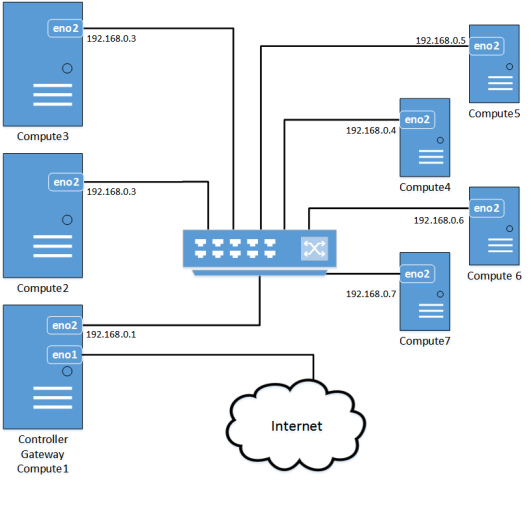 eno2
192.168.0.3
Compute3
eno2
192.168.0.5
Compute5
eno2
192.168.0.4
Compute4
eno2
192.168.0.3
Compute2
eno2
192.168.0.6
Compute 6
eno2
192.168.0.7
Compute7
eno2
192.168.0.1
eno1
Controller
Gateway
Compute1
Internet